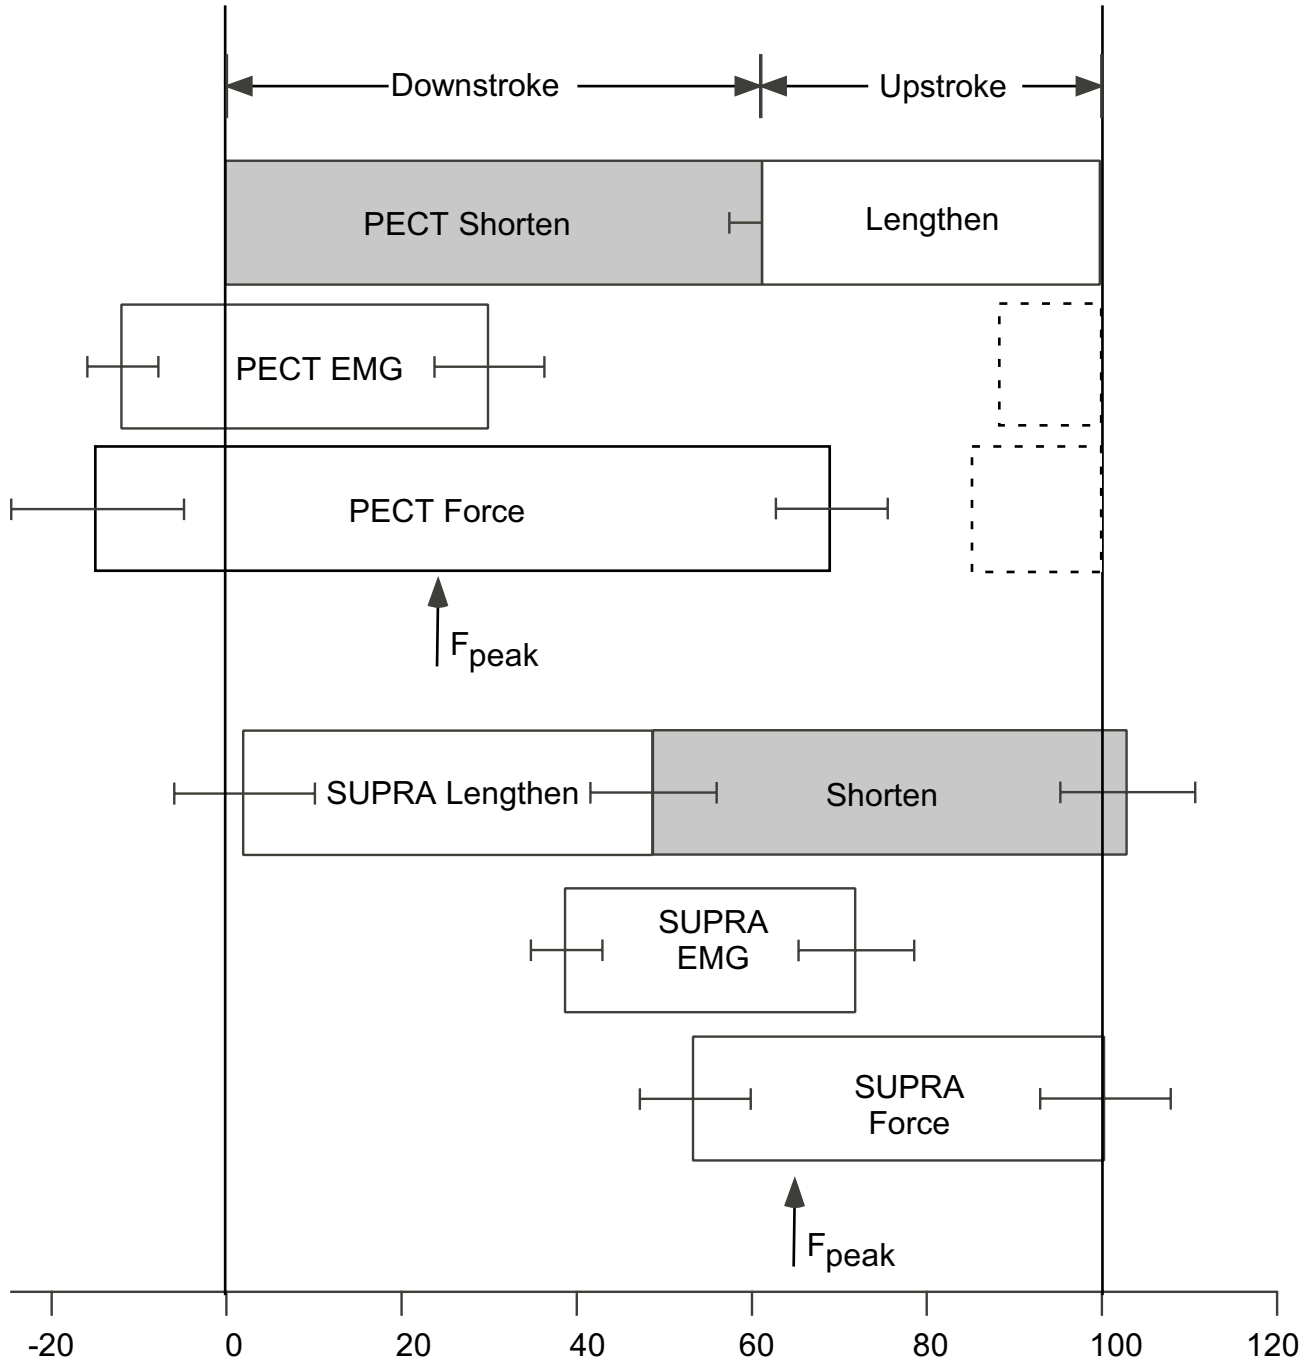 Downstroke Upstroke
PECT Shorten Lengthen
PECT EMG
PECT Force
Fpeak
SUPRA Lengthen Shorten
SUPRA
EMG
SUPRA
Force
Fpeak
-20 0 20 40 60 80 100 120